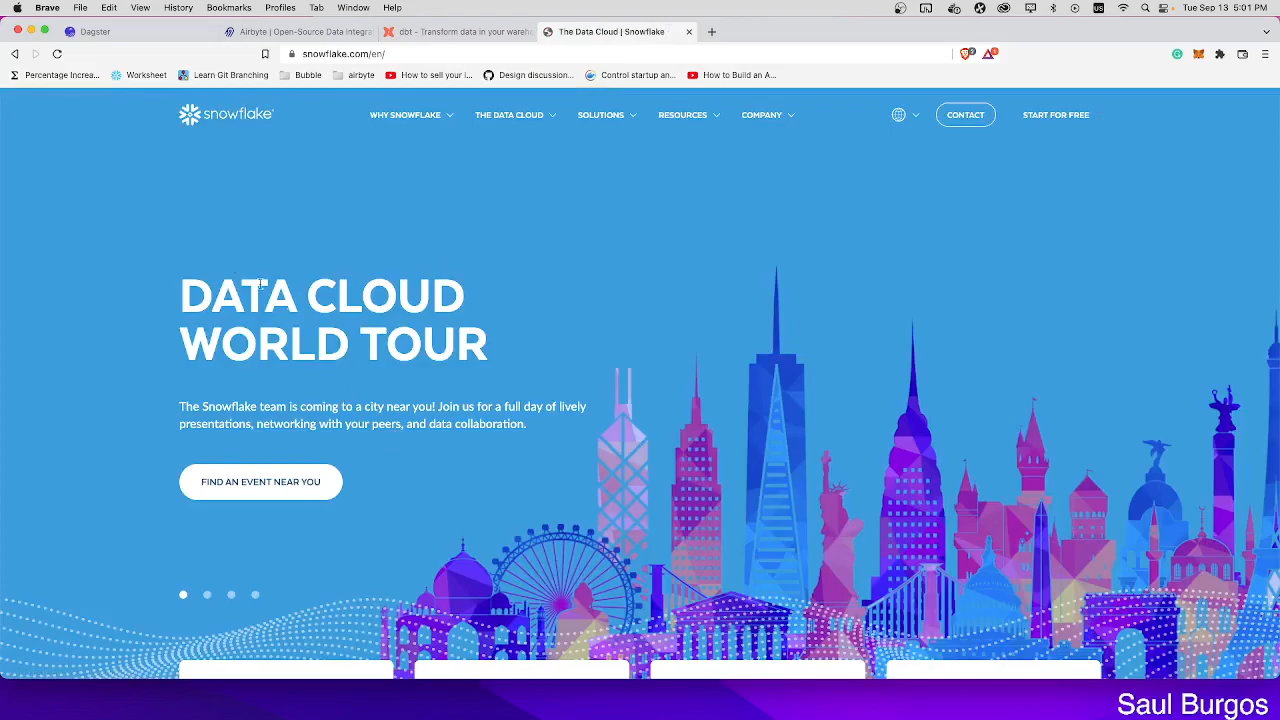 Brave File Edit View History Bookmarks Profiles Tab Window Help Tue Sep 13 5:01 PM
Dagster Airbyte | Open-Source Data Integra dbt - Transform data in your wareho The Data Cloud | Snowflake
snowflake.com/en/
Percentage Increa... Worksheet Learn Git Branching Bubble airbyte How to sell your i... Design discussion... Control startup an... How to Build an A...
snowflake® WHY SNOWFLAKE THE DATA CLOUD SOLUTIONS RESOURCES COMPANY CONTACT START FOR FREE
DATA CLOUD
WORLD TOUR
The Snowflake team is coming to a city near you! Join us for a full day of lively
presentations, networking with your peers, and data collaboration.
FIND AN EVENT NEAR YOU
Saul Burgos